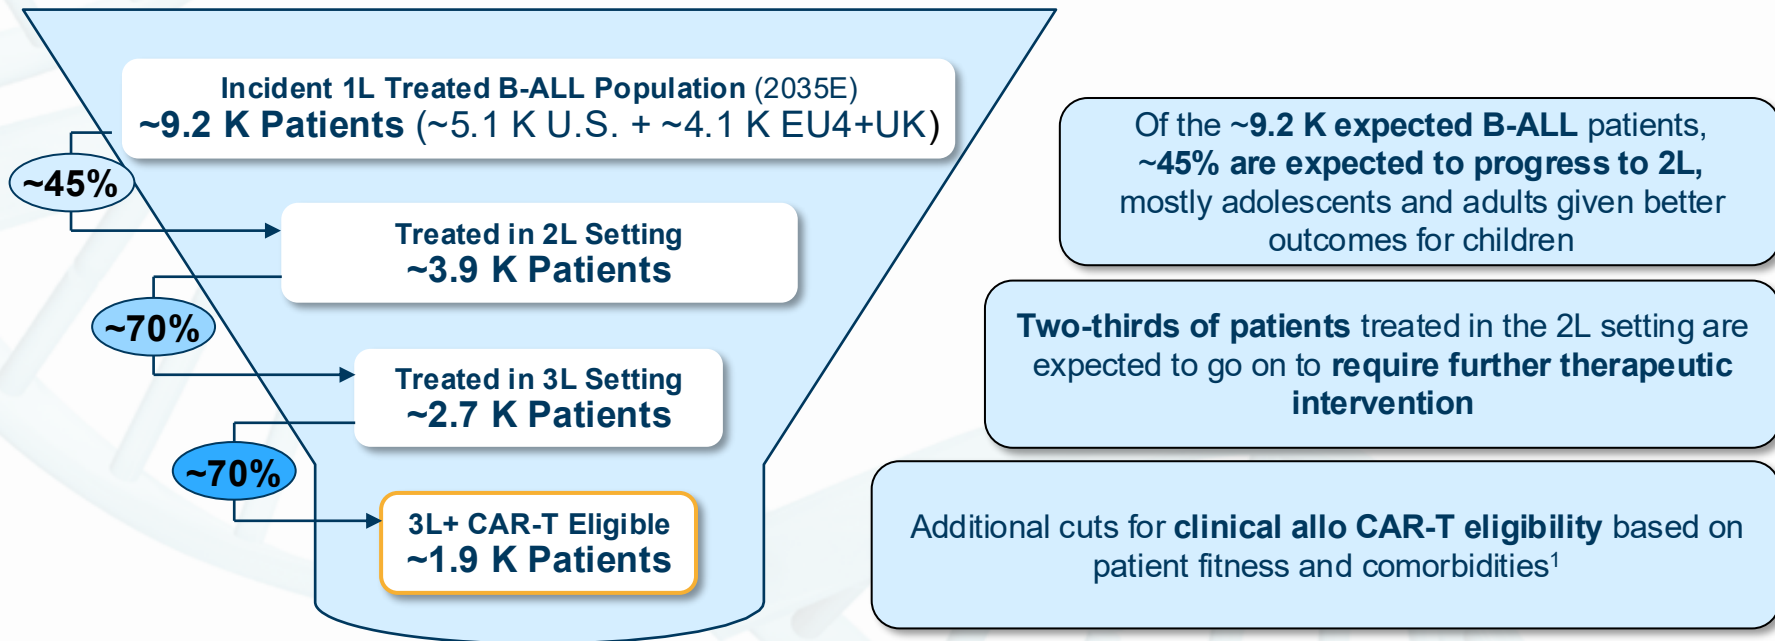 Incident 1L Treated B-ALL Population (2035E)
~9.2 K Patients (~5.1 K U.S. + ~4.1 K EU4+UK)
~45%
Treated in 2L Setting
~3.9 K Patients
~70%
Treated in 3L Setting
~2.7 K Patients
~70%
3L+ CAR-T Eligible
~1.9 K Patients
Of the ~9.2 K expected B-ALL patients,
~45% are expected to progress to 2L,
mostly adolescents and adults given better
outcomes for children
Two-thirds of patients treated in the 2L setting are
expected to go on to require further therapeutic
intervention
Additional cuts for clinical allo CAR-T eligibility based on
patient fitness and comorbidities¹